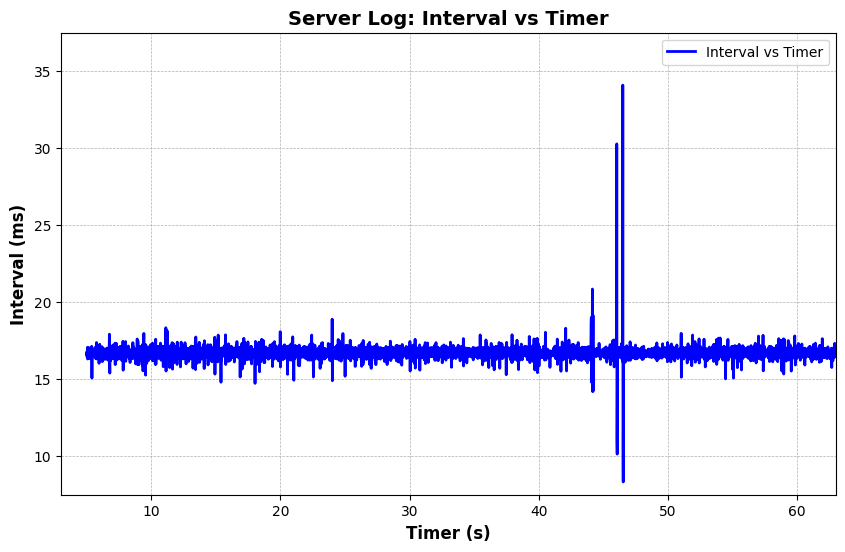 Server Log: Interval vs Timer
Interval vs Timer
35
30
25
20
15
10
Interval (ms)
10 20 30 40 50 60
Timer (s)